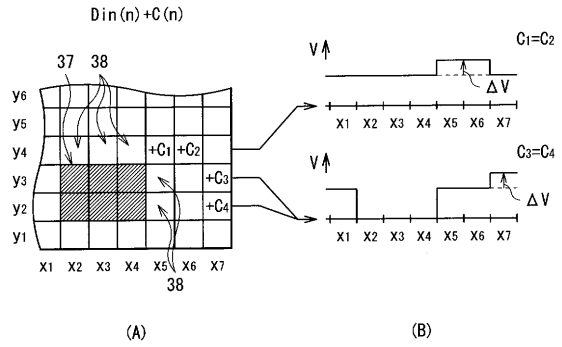 Din(n)+C(n)
37 38
y6
y5
y4 +C1 +C2
y3 +C3
y2 +C4
y1
X1 X2 X3 X4 X5 X6 X7
38
(A)
V C1=C2
ΔV
X1 X2 X3 X4 X5 X6 X7
V C3=C4
ΔV
X1 X2 X3 X4 X5 X6 X7
(B)